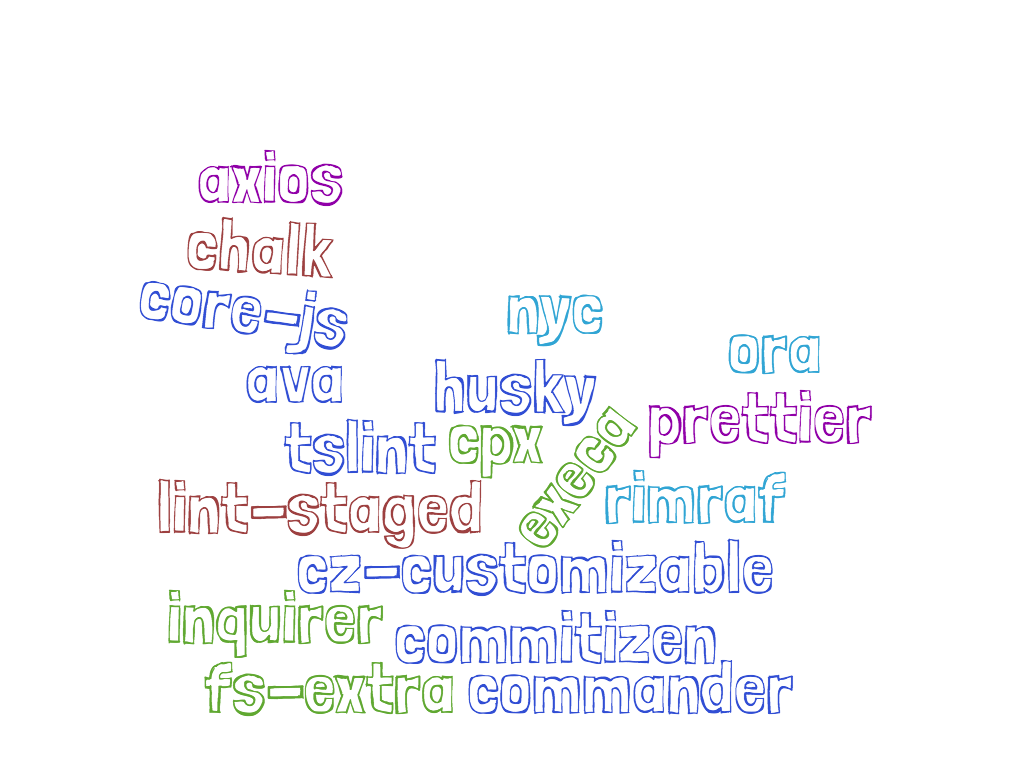 axios
chalk
core-js
nyc
ora
ava
husky
prettier
tslint
cpx
execa
lint-staged
rimraf
cz-customizable
inquirer
commitizen
fs-extra
commander